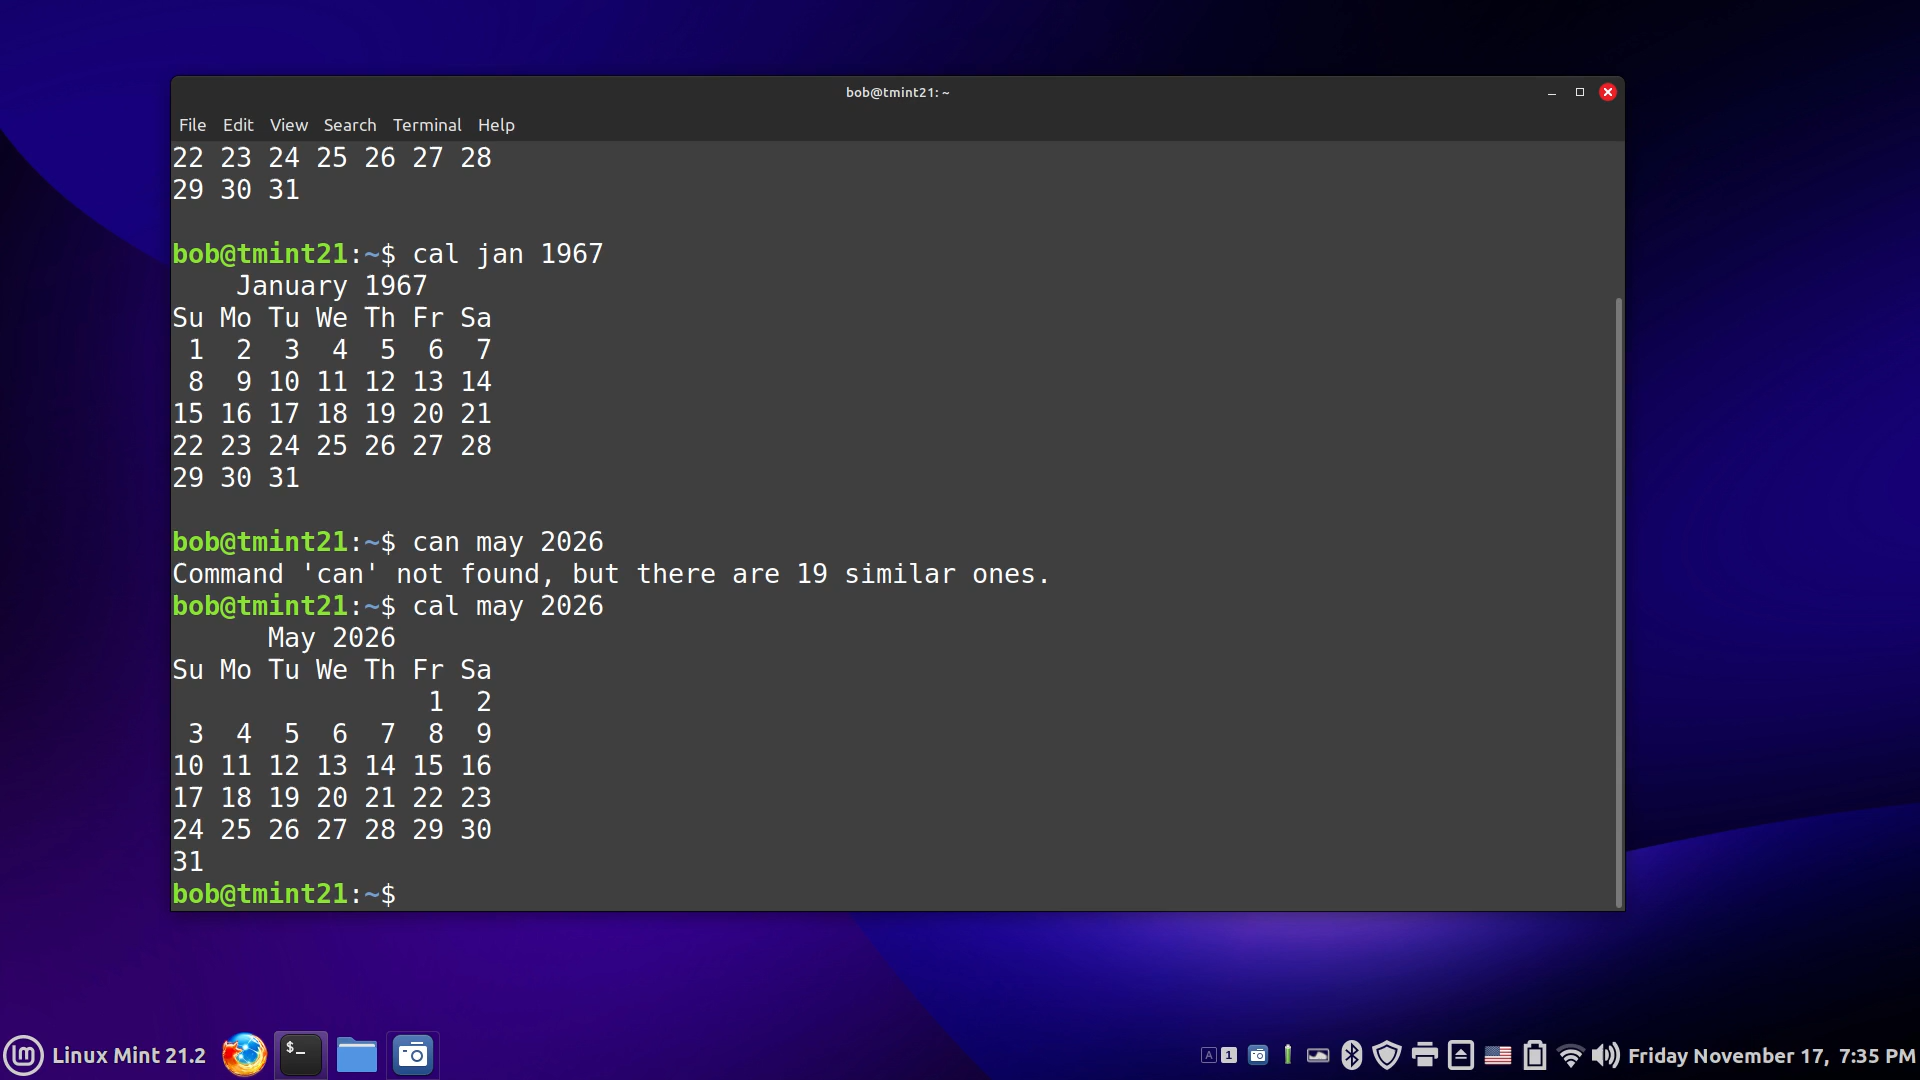 bob@tmint21: ~
File Edit View Search Terminal Help
22 23 24 25 26 27 28
29 30 31
bob@tmint21:~$ cal jan 1967
January 1967
Su Mo Tu We Th Fr Sa
1 2 3 4 5 6 7
8 9 10 11 12 13 14
15 16 17 18 19 20 21
22 23 24 25 26 27 28
29 30 31
bob@tmint21:~$ can may 2026
Command 'can' not found, but there are 19 similar ones.
bob@tmint21:~$ cal may 2026
May 2026
Su Mo Tu We Th Fr Sa
1 2
3 4 5 6 7 8 9
10 11 12 13 14 15 16
17 18 19 20 21 22 23
24 25 26 27 28 29 30
31
bob@tmint21:~$
Linux Mint 21.2 $_ A 1 Friday November 17, 7:35 PM